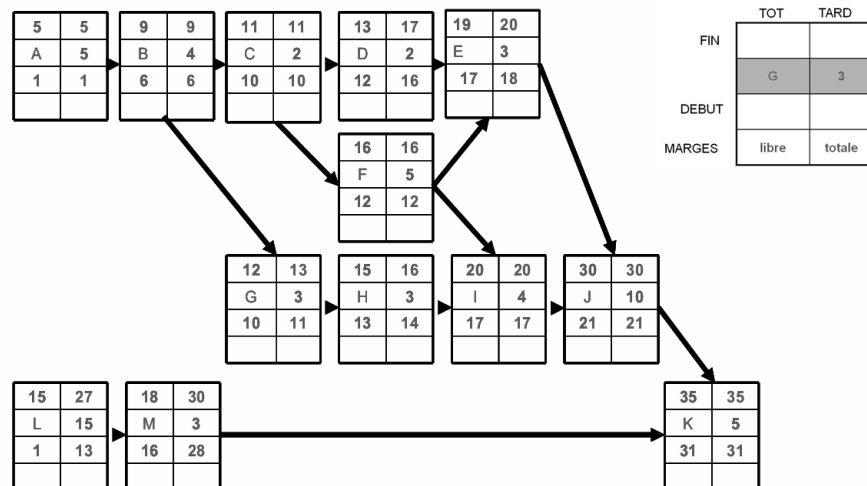 5 5
A 5
1 1
9 9
B 4
6 6
11 11
C 2
10 10
13 17
D 2
12 16
19 20
E 3
17 18
TOT TARD
FIN
G 3
DEBUT
MARGES libre totale
16 16
F 5
12 12
12 13
G 3
10 11
15 16
H 3
13 14
20 20
I 4
17 17
30 30
J 10
21 21
15 27
L 15
1 13
18 30
M 3
16 28
35 35
K 5
31 31